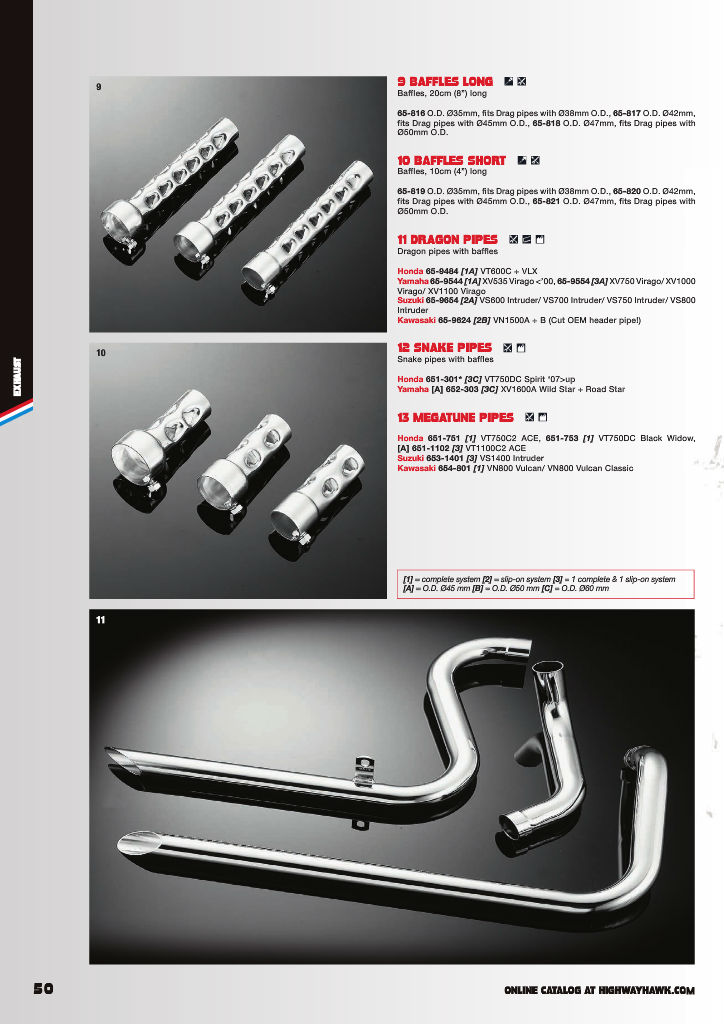 9
9 BAFFLES LONG
Baffles, 20cm (8") long
65-816 O.D. Ø35mm, fits Drag pipes with Ø38mm O.D., 65-817 O.D. Ø42mm,
fits Drag pipes with Ø45mm O.D., 65-818 O.D. Ø47mm, fits Drag pipes with
Ø50mm O.D.
10 BAFFLES SHORT
Baffles, 10cm (4") long
65-819 O.D. Ø35mm, fits Drag pipes with Ø38mm O.D., 65-820 O.D. Ø42mm,
fits Drag pipes with Ø45mm O.D., 65-821 O.D. Ø47mm, fits Drag pipes with
Ø50mm O.D.
11 DRAGON PIPES
Dragon pipes with baffles
Honda 65-9484 [1A] VT600C + VLX
Yamaha 65-9544 [1A] XV535 Virago <'00, 65-9554 [3A] XV750 Virago/ XV1000
Virago/ XV1100 Virago
Suzuki 65-9654 [2A] VS600 Intruder/ VS700 Intruder/ VS750 Intruder/ VS800
Intruder
Kawasaki 65-9624 [2B] VN1500A + B (Cut OEM header pipe!)
10
12 SNAKE PIPES
Snake pipes with baffles
Honda 651-301* [3C] VT750DC Spirit '07>up
Yamaha [A] 652-303 [3C] XV1600A Wild Star + Road Star
EXHAUST
13 MEGATUNE PIPES
Honda 651-751 [1] VT750C2 ACE, 651-753 [1] VT750DC Black Widow,
[A] 651-1102 [3] VT1100C2 ACE
Suzuki 653-1401 [3] VS1400 Intruder
Kawasaki 654-801 [1] VN800 Vulcan/ VN800 Vulcan Classic
[1] = complete system [2] = slip-on system [3] = 1 complete & 1 slip-on system
[A] = O.D. Ø45 mm [B] = O.D. Ø50 mm [C] = O.D. Ø60 mm
11
50
ONLINE CATALOG AT HIGHWAYHAWK.COM